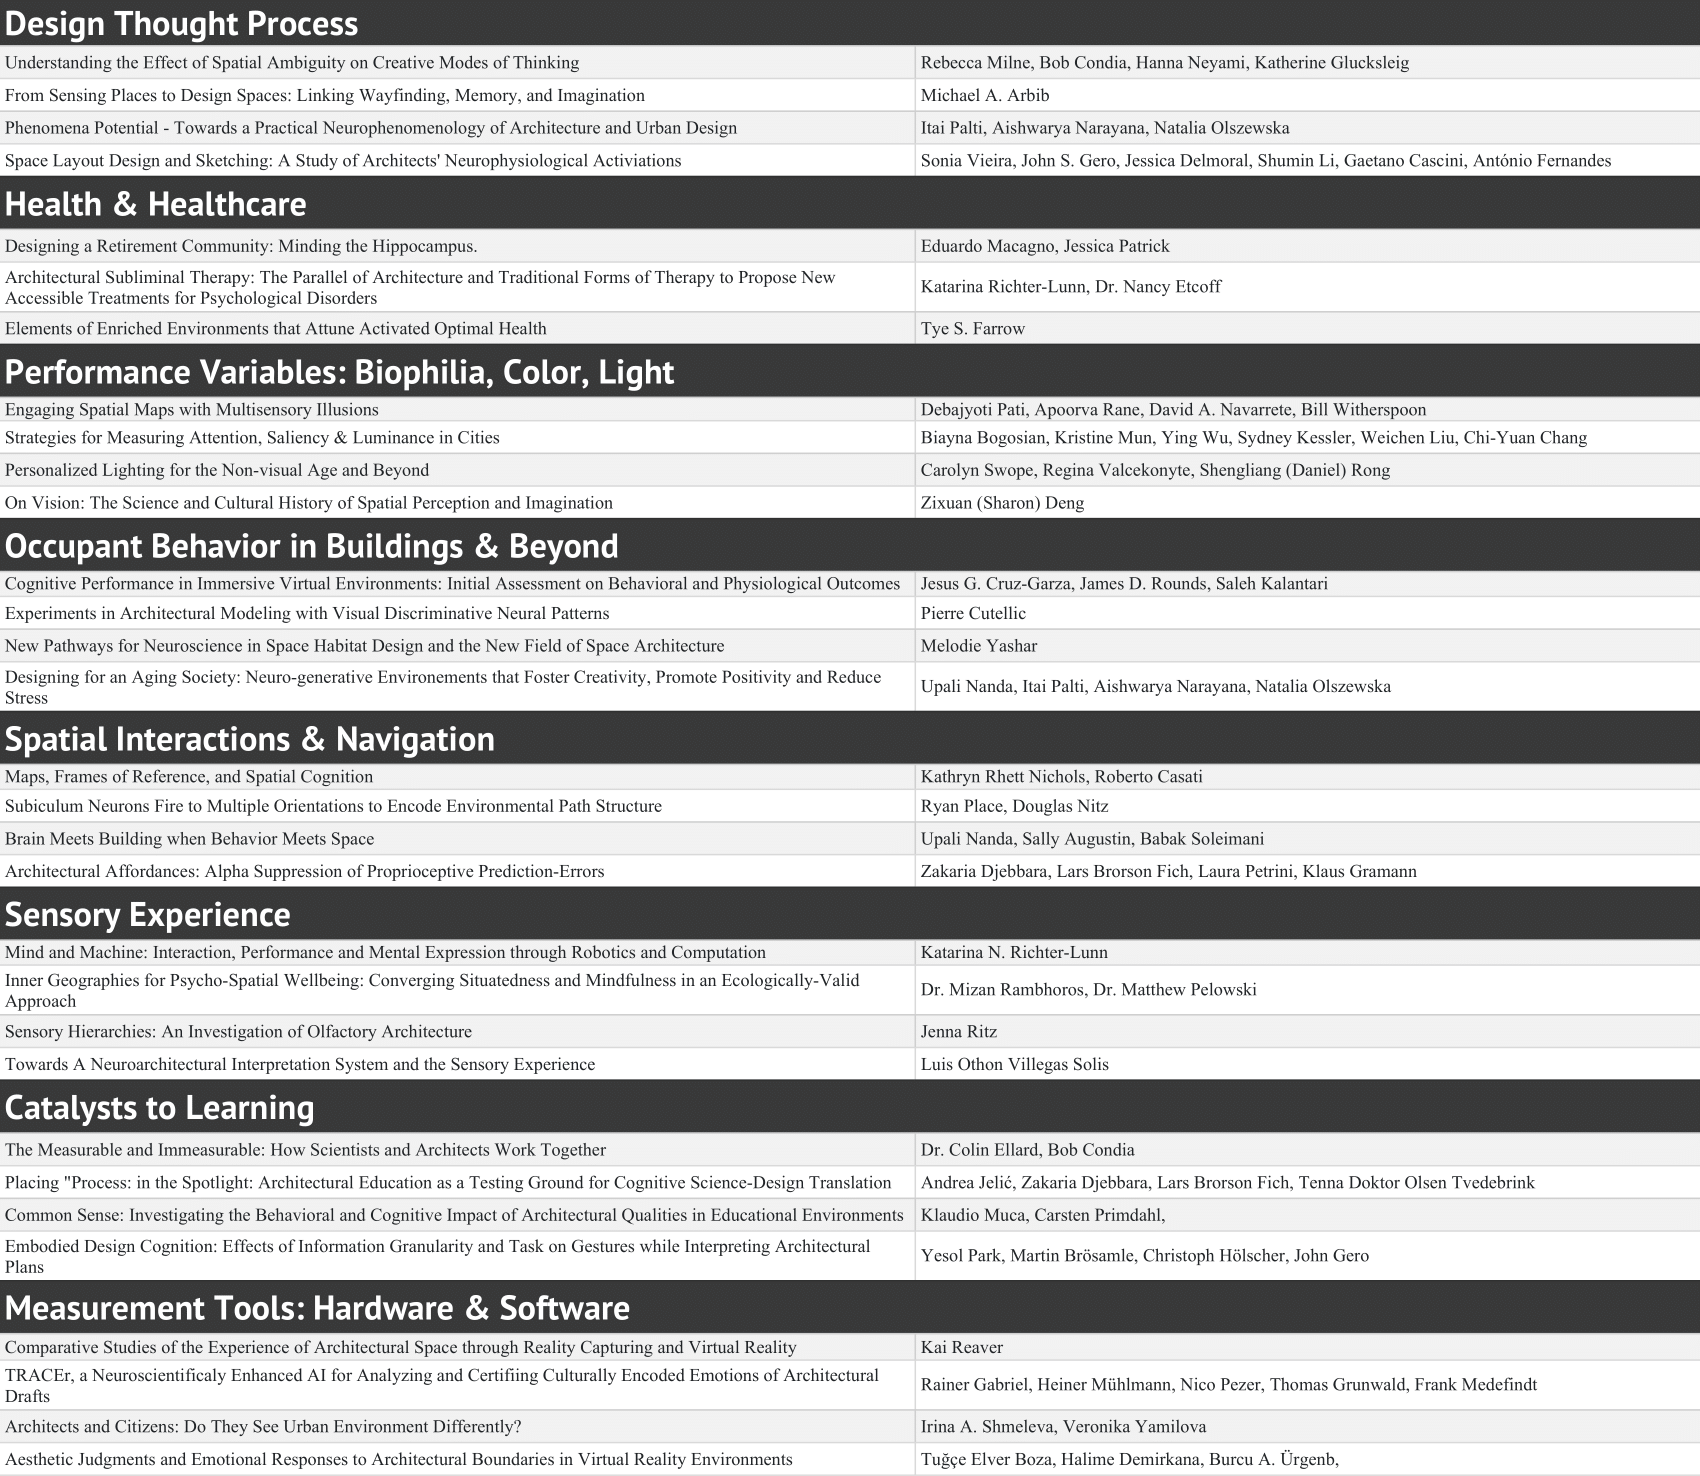 Design Thought Process
Understanding the Effect of Spatial Ambiguity on Creative Modes of Thinking
Rebecca Milne, Bob Condia, Hanna Neyami, Katherine Glucksleig
From Sensing Places to Design Spaces: Linking Wayfinding, Memory, and Imagination
Michael A. Arbib
Phenomena Potential - Towards a Practical Neurophenomenology of Architecture and Urban Design
Itai Palti, Aishwarya Narayana, Natalia Olszewska
Space Layout Design and Sketching: A Study of Architects' Neurophysiological Activiations
Sonia Vieira, John S. Gero, Jessica Delmoral, Shumin Li, Gaetano Cascini, António Fernandes
Health & Healthcare
Designing a Retirement Community: Minding the Hippocampus.
Eduardo Macagno, Jessica Patrick
Architectural Subliminal Therapy: The Parallel of Architecture and Traditional Forms of Therapy to Propose New
Accessible Treatments for Psychological Disorders
Katarina Richter-Lunn, Dr. Nancy Etcoff
Elements of Enriched Environments that Attune Activated Optimal Health
Tye S. Farrow
Performance Variables: Biophilia, Color, Light
Engaging Spatial Maps with Multisensory Illusions
Debajyoti Pati, Apoorva Rane, David A. Navarrete, Bill Witherspoon
Strategies for Measuring Attention, Saliency & Luminance in Cities
Biayna Bogosian, Kristine Mun, Ying Wu, Sydney Kessler, Weichen Liu, Chi-Yuan Chang
Personalized Lighting for the Non-visual Age and Beyond
Carolyn Swope, Regina Valcekonyte, Shengliang (Daniel) Rong
On Vision: The Science and Cultural History of Spatial Perception and Imagination
Zixuan (Sharon) Deng
Occupant Behavior in Buildings & Beyond
Cognitive Performance in Immersive Virtual Environments: Initial Assessment on Behavioral and Physiological Outcomes
Jesus G. Cruz-Garza, James D. Rounds, Saleh Kalantari
Experiments in Architectural Modeling with Visual Discriminative Neural Patterns
Pierre Cutellic
New Pathways for Neuroscience in Space Habitat Design and the New Field of Space Architecture
Melodie Yashar
Designing for an Aging Society: Neuro-generative Environements that Foster Creativity, Promote Positivity and Reduce
Stress
Upali Nanda, Itai Palti, Aishwarya Narayana, Natalia Olszewska
Spatial Interactions & Navigation
Maps, Frames of Reference, and Spatial Cognition
Kathryn Rhett Nichols, Roberto Casati
Subiculum Neurons Fire to Multiple Orientations to Encode Environmental Path Structure
Ryan Place, Douglas Nitz
Brain Meets Building when Behavior Meets Space
Upali Nanda, Sally Augustin, Babak Soleimani
Architectural Affordances: Alpha Suppression of Proprioceptive Prediction-Errors
Zakaria Djebbara, Lars Brorson Fich, Laura Petrini, Klaus Gramann
Sensory Experience
Mind and Machine: Interaction, Performance and Mental Expression through Robotics and Computation
Katarina N. Richter-Lunn
Inner Geographies for Psycho-Spatial Wellbeing: Converging Situatedness and Mindfulness in an Ecologically-Valid
Approach
Dr. Mizan Rambhoros, Dr. Matthew Pelowski
Sensory Hierarchies: An Investigation of Olfactory Architecture
Jenna Ritz
Towards A Neuroarchitectural Interpretation System and the Sensory Experience
Luis Othon Villegas Solis
Catalysts to Learning
The Measurable and Immeasurable: How Scientists and Architects Work Together
Dr. Colin Ellard, Bob Condia
Placing "Process: in the Spotlight: Architectural Education as a Testing Ground for Cognitive Science-Design Translation
Andrea Jelić, Zakaria Djebbara, Lars Brorson Fich, Tenna Doktor Olsen Tvedebrink
Common Sense: Investigating the Behavioral and Cognitive Impact of Architectural Qualities in Educational Environments
Klaudio Muca, Carsten Primdahl,
Embodied Design Cognition: Effects of Information Granularity and Task on Gestures while Interpreting Architectural
Plans
Yesol Park, Martin Brösamle, Christoph Hölscher, John Gero
Measurement Tools: Hardware & Software
Comparative Studies of the Experience of Architectural Space through Reality Capturing and Virtual Reality
Kai Reaver
TRACEr, a Neuroscientificaly Enhanced AI for Analyzing and Certifiing Culturally Encoded Emotions of Architectural
Drafts
Rainer Gabriel, Heiner Mühlmann, Nico Pezer, Thomas Grunwald, Frank Medefindt
Architects and Citizens: Do They See Urban Environment Differently?
Irina A. Shmeleva, Veronika Yamilova
Aesthetic Judgments and Emotional Responses to Architectural Boundaries in Virtual Reality Environments
Tuğçe Elver Boza, Halime Demirkana, Burcu A. Ürgenb,